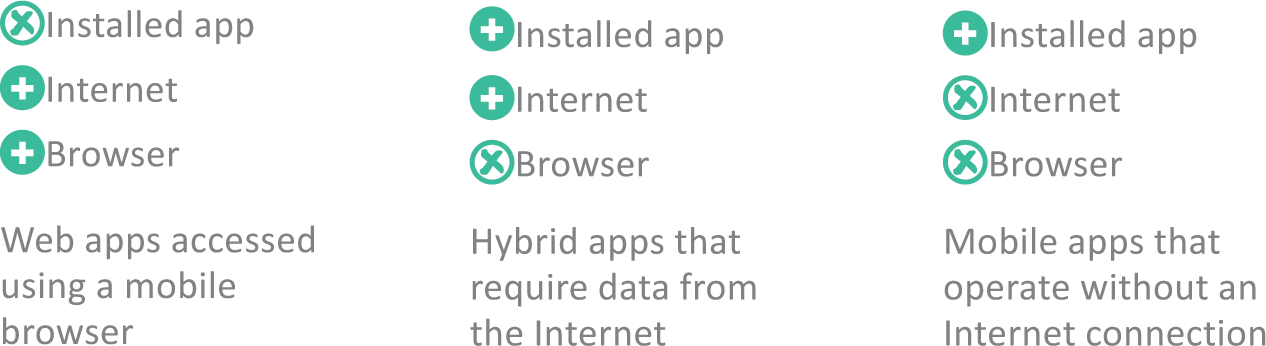 Installed app
Internet
Browser
Web apps accessed
using a mobile
browser
Installed app
Internet
Browser
Hybrid apps that
require data from
the Internet
Installed app
Internet
Browser
Mobile apps that
operate without an
Internet connection